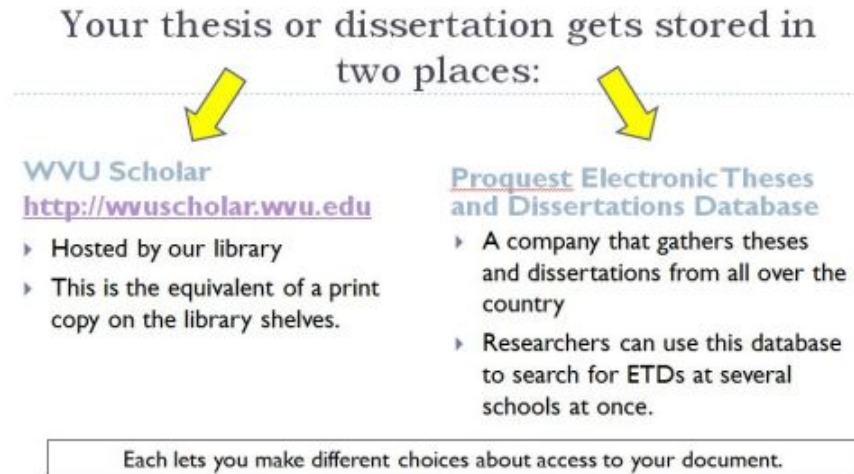 Your thesis or dissertation gets stored in
two places:
WVU Scholar
http://wvuscholar.wvu.edu
Hosted by our library
This is the equivalent of a print
copy on the library shelves.
Proquest Electronic Theses
and Dissertations Database
A company that gathers theses
and dissertations from all over the
country
Researchers can use this database
to search for ETDs at several
schools at once.
Each lets you make different choices about access to your document.